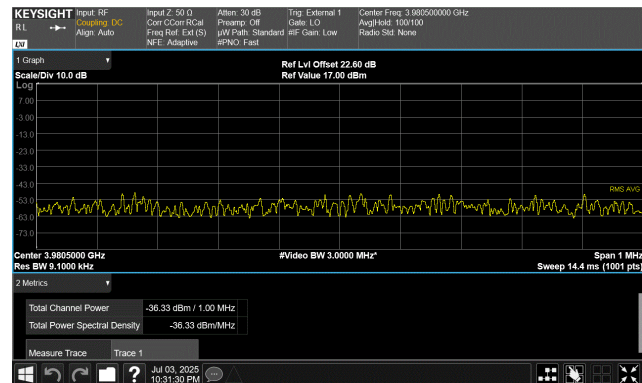 KEYSIGHT Input: RF Input Z: 50 Ω Atten: 30 dB Trig: External 1 Center Freq: 3.980500000 GHz
RL Coupling: DC Corr CCorr RCal Preamp: Off Gate: LO Avg|Hold: 100/100
Align: Auto Freq Ref: Ext (S) µW Path: Standard #IF Gain: Low Radio Std: None
LXI NFE: Adaptive #PNO: Fast
1 Graph
Ref Lvl Offset 22.60 dB
Scale/Div 10.0 dB Ref Value 17.00 dBm
Log
7.00
-3.00
-13.0
-23.0
-33.0
-43.0
RMS AVG
-53.0
-63.0
-73.0
Center 3.9805000 GHz #Video BW 3.0000 MHz* Span 1 MHz
Res BW 9.1000 kHz Sweep 14.4 ms (1001 pts)
2 Metrics
Total Channel Power -36.33 dBm / 1.00 MHz
Total Power Spectral Density -36.33 dBm/MHz
Measure Trace Trace 1
? Jul 03, 2025
10:31:30 PM